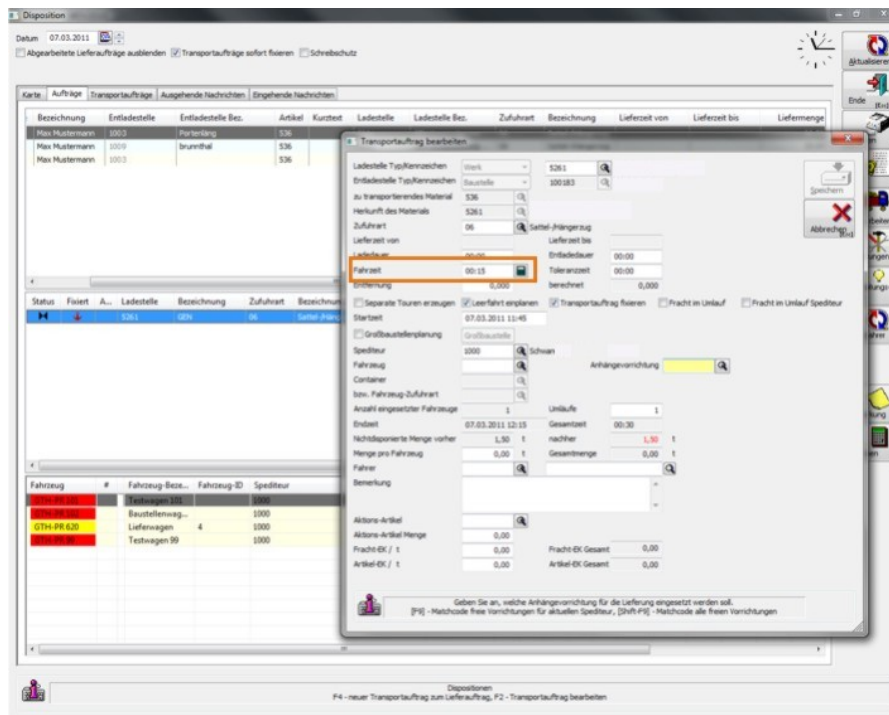 Disposition
Datum 07.03.2011
Abgearbeitete Lieferaufträge ausblenden Transportaufträge sofort fixieren Schreibschutz
Aktualisieren
Ende
Karte Aufträge Transportaufträge Ausgehende Nachrichten Eingehende Nachrichten
Bezeichnung Entladestelle Entladestelle Bez. Artikel Kurztext Ladestelle Ladestelle Bez. Zufuhrart Bezeichnung Lieferzeit von Lieferzeit bis Liefermenge
Max Mustermann 1003 536
Max Mustermann 1009 brunnthal 536
Max Mustermann 1003 536
Status Fixiert A... Ladestelle Bezeichnung Zufuhrart Bezeichnun
5261 GEN 06 Sattel-/Häng
Fahrzeug # Fahrzeug-Beze... Fahrzeug-ID Spediteur
GTH-PR 101 Testwagen 101 1000
GTH-PR 102 Baustellenwag... 1000
GTH-PR 620 Lieferwagen 4 1000
GTH-PR 99 Testwagen 99 1000
Transportauftrag bearbeiten
Ladestelle Typ/Kennzeichen Werk 5261
Entladestelle Typ/Kennzeichen Baustelle 100183
zu transportierendes Material 536
Herkunft des Materials 5261
Zufuhrart 06 Sattel-/Hängerzug
Lieferzeit von Lieferzeit bis
Ladedauer 00:00 Entladedauer 00:00
Fahrzeit 00:15 Toleranzzeit 00:00
Entfernung 0,000 berechnet 0,000
Separate Touren erzeugen Leerfahrt einplanen Transportauftrag fixieren Fracht im Umlauf Fracht im Umlauf Spediteur
Startzeit 07.03.2011 11:45
Großbaustellenplanung Großbaustelle
Spediteur 1000 Schwan
Fahrzeug Anhängevorrichtung
Container
bzw. Fahrzeug-Zufuhrart
Anzahl eingesetzter Fahrzeuge 1 Umläufe 1
Endzeit 07.03.2011 12:15 Gesamtzeit 00:30
Nichtdisponierte Menge vorher 1,50 t nachher 1,50 t
Menge pro Fahrzeug 0,00 t Gesamtmenge 0,00 t
Fahrer
Bemerkung
Aktions-Artikel
Aktions-Artikel Menge 0,00
Fracht-EK / t 0,00 Fracht-EK Gesamt 0,00
Artikel-EK / t 0,00 Artikel-EK Gesamt 0,00
Speichern
Abbrechen
Geben Sie an, welche Anhängevorrichtung für die Lieferung eingesetzt werden soll.
[F9] - Matchcode freie Vorrichtungen für aktuellen Spediteur, [Shift-F9] - Matchcode alle freien Vorrichtungen
Dispositionen
F4 - neuer Transportauftrag zum Lieferauftrag, F2 - Transportauftrag bearbeiten